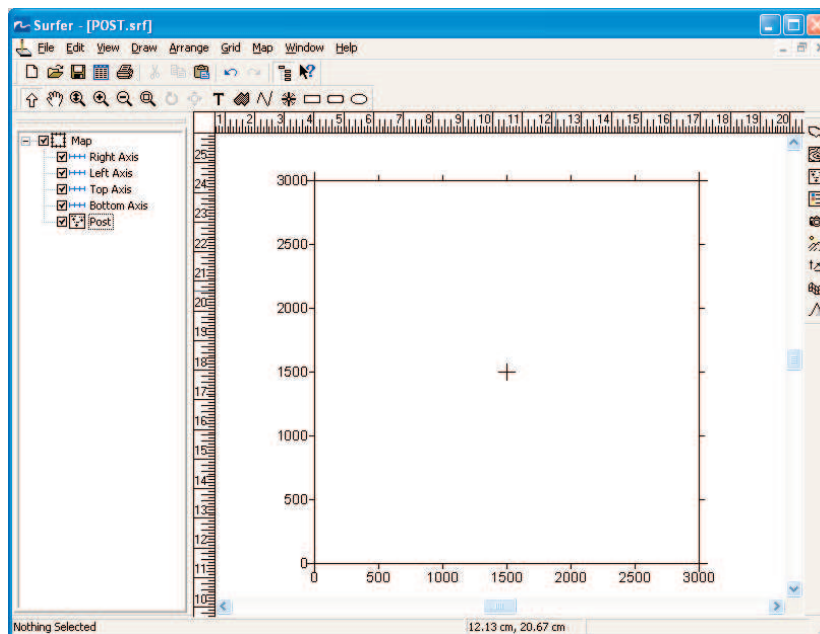 Surfer - [POST.srf]
File Edit View Draw Arrange Grid Map Window Help
T
1 2 3 4 5 6 7 8 9 10 11 12 13 14 15 16 17 18 19 20
Map
Right Axis
Left Axis
Top Axis
Bottom Axis
Post
25
24
23
22
21
20
19
18
17
16
15
14
13
12
11
10
3000
2500
2000
1500
1000
500
0
0 500 1000 1500 2000 2500 3000
Nothing Selected 12.13 cm, 20.67 cm